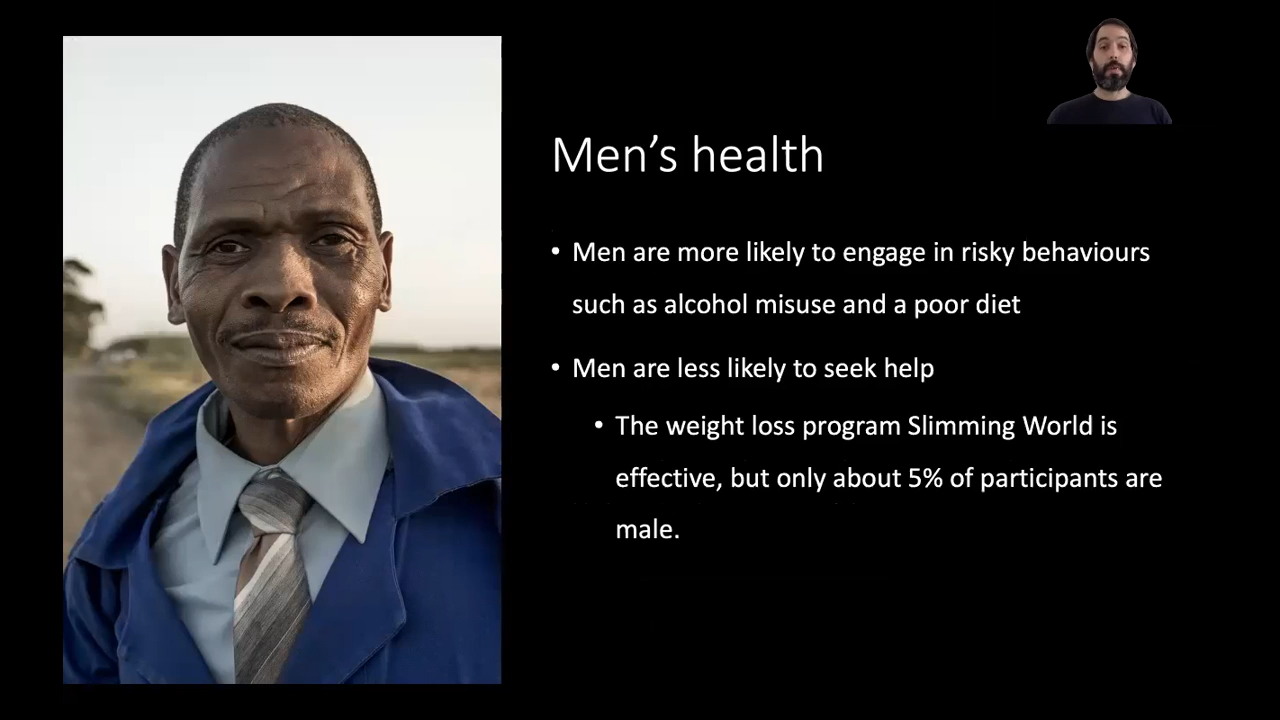 Men’s health
• Men are more likely to engage in risky behaviours
such as alcohol misuse and a poor diet
• Men are less likely to seek help
• The weight loss program Slimming World is
effective, but only about 5% of participants are
male.